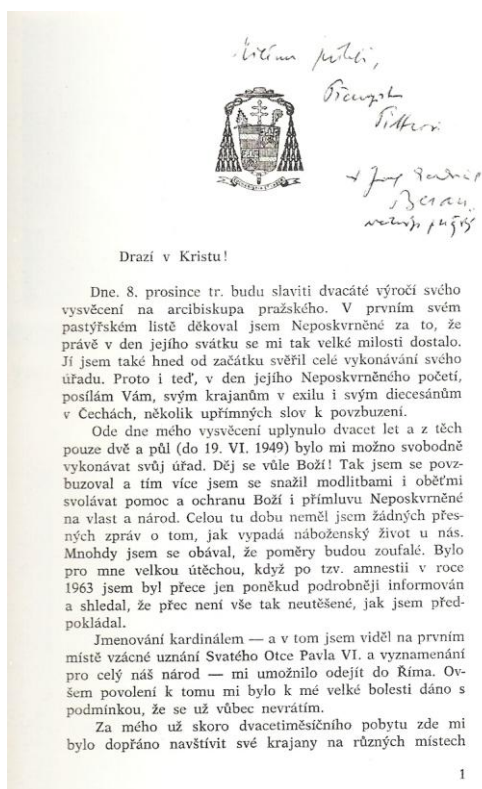 Beran,
Drazí v Kristu!
Dne. 8. prosince tr. budu slaviti dvacáté výročí svého
vysvěcení na arcibiskupa pražského. V prvním svém
pastýřském listě děkoval jsem Neposkvrněné za to, že
právě v den jejího svátku se mi tak velké milosti dostalo.
Jí jsem také hned od začátku svěřil celé vykonávání svého
úřadu. Proto i teď, v den jejího Neposkvrněného početí,
posílám Vám, svým krajanům v exilu i svým diecesánům
v Čechách, několik upřímných slov k povzbuzení.
Ode dne mého vysvěcení uplynulo dvacet let a z těch
pouze dvě a půl (do 19. VI. 1949) bylo mi možno svobodně
vykonávat svůj úřad. Děj se vůle Boží! Tak jsem se povz-
buzoval a tím více jsem se snažil modlitbami i oběťmi
svolávat pomoc a ochranu Boží i přímluvu Neposkvrněné
na vlast a národ. Celou tu dobu neměl jsem žádných přes-
ných zpráv o tom, jak vypadá náboženský život u nás.
Mnohdy jsem se obával, že poměry budou zoufalé. Bylo
pro mne velkou útěchou, když po tzv. amnestii v roce
1963 jsem byl přece jen poněkud podrobněji informován
a shledal, že přec není vše tak neutěšené, jak jsem před-
pokládal.
Jmenování kardinálem — a v tom jsem viděl na prvním
místě vzácné uznání Svatého Otce Pavla VI. a vyznamenání
pro celý náš národ — mi umožnilo odejít do Říma. Ov-
šem povolení k tomu mi bylo k mé velké bolesti dáno s
podmínkou, že se už vůbec nevrátím.
Za mého už skoro dvacetiměsíčního pobytu zde mi
bylo dopřáno navštívit své krajany na různých místech
1